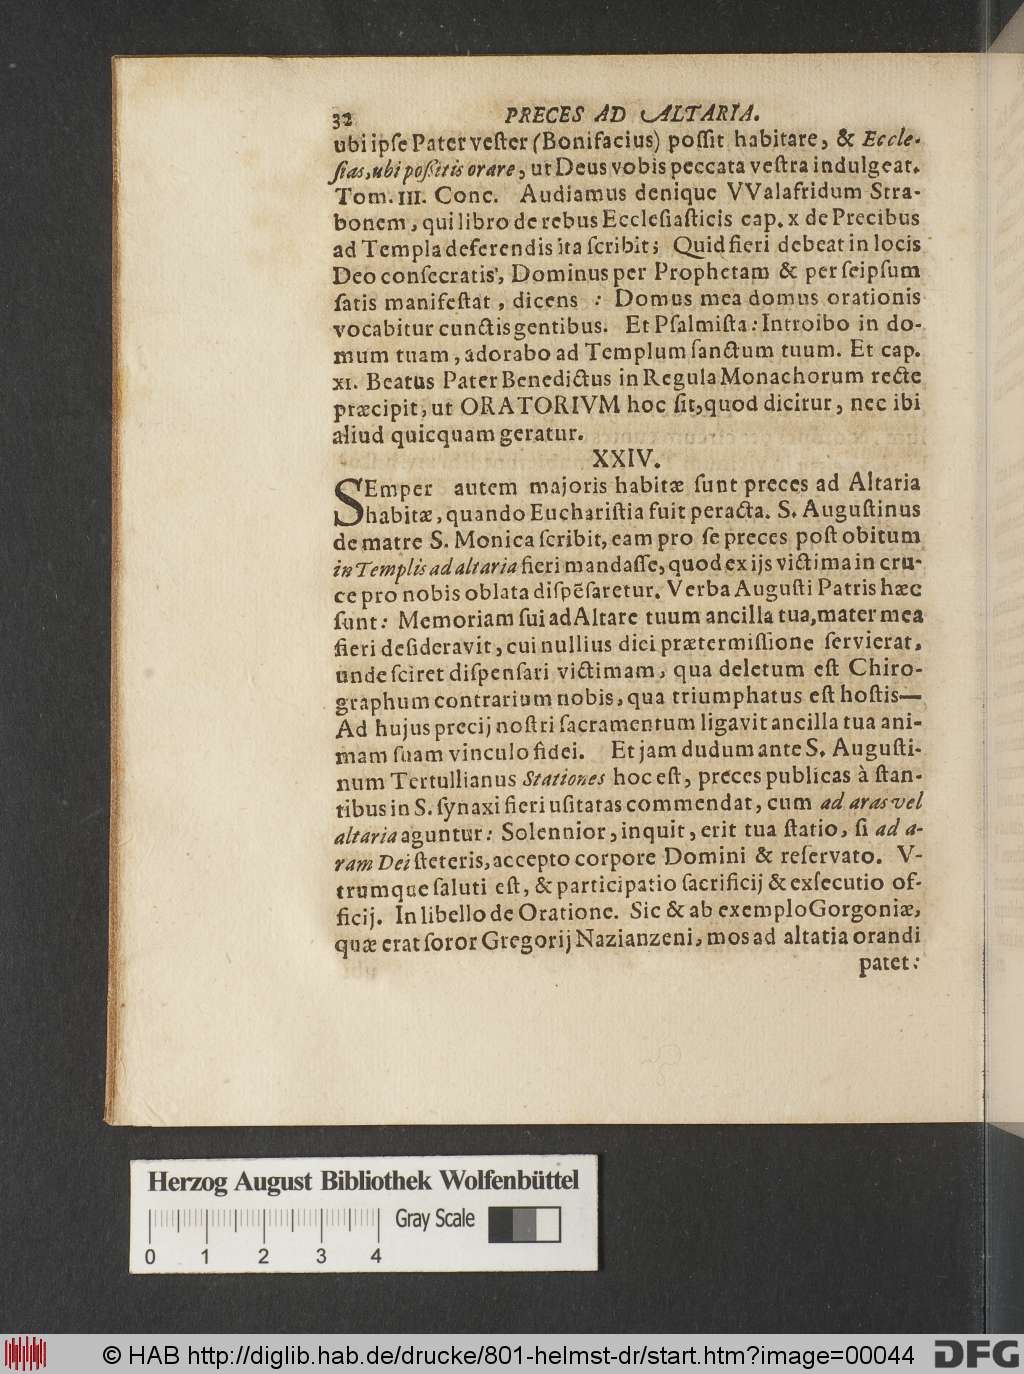 32 PRECES AD ALTARIA.
ubi ipſe Pater veſter (Bonifacius) poſſit habitare, & Eccle-
ſias, ubi poſſitis orare, ut Deus vobis peccata veſtra indulgeat.
Tom. III. Conc. Audiamus denique VValafridum Stra-
bonem, qui libro de rebus Eccleſiaſticis cap. x de Precibus
ad Templa deferendis ita ſcribit; Quid fieri debeat in locis
Deo conſecratis, Dominus per Prophetam & per ſeipſum
ſatis manifeſtat, dicens : Domus mea domus orationis
vocabitur cunctis gentibus. Et Pſalmiſta: Introibo in do-
mum tuam, adorabo ad Templum ſanctum tuum. Et cap.
XI. Beatus Pater Benedictus in Regula Monachorum recte
præcipit, ut ORATORIVM hoc ſit, quod dicitur, nec ibi
aliud quicquam geratur.
XXIV.
SEmper autem majoris habitæ ſunt preces ad Altaria
habitæ, quando Euchariſtia fuit peracta. S. Auguſtinus
de matre S. Monica ſcribit, eam pro ſe preces poſt obitum
in Templis ad altaria fieri mandaſſe, quod ex ijs victima in cru-
ce pro nobis oblata diſpēſaretur. Verba Auguſti Patris hæc
ſunt: Memoriam ſui ad Altare tuum ancilla tua, mater mea
fieri deſideravit, cui nullius diei prætermiſſione ſervierat,
unde ſciret diſpenſari victimam, qua deletum eſt Chiro-
graphum contrarium nobis, qua triumphatus eſt hoſtis—
Ad hujus precij noſtri ſacramentum ligavit ancilla tua ani-
mam ſuam vinculo fidei. Et jam dudum ante S. Auguſti-
num Tertullianus Stationes hoc eſt, preces publicas à ſtan-
tibus in S. ſynaxi fieri uſitatas commendat, cum ad aras vel
altaria aguntur: Solennior, inquit, erit tua ſtatio, ſi ad a-
ram Dei ſteteris, accepto corpore Domini & reſervato. V-
trumque ſaluti eſt, & participatio ſacrificij & exſecutio of-
ficij. In libello de Oratione. Sic & ab exemplo Gorgoniæ,
quæ erat ſoror Gregorij Nazianzeni, mos ad altatia orandi
patet:
Herzog August Bibliothek Wolfenbüttel
Gray Scale
0 1 2 3 4
© HAB http://diglib.hab.de/drucke/801-helmst-dr/start.htm?image=00044
DFG